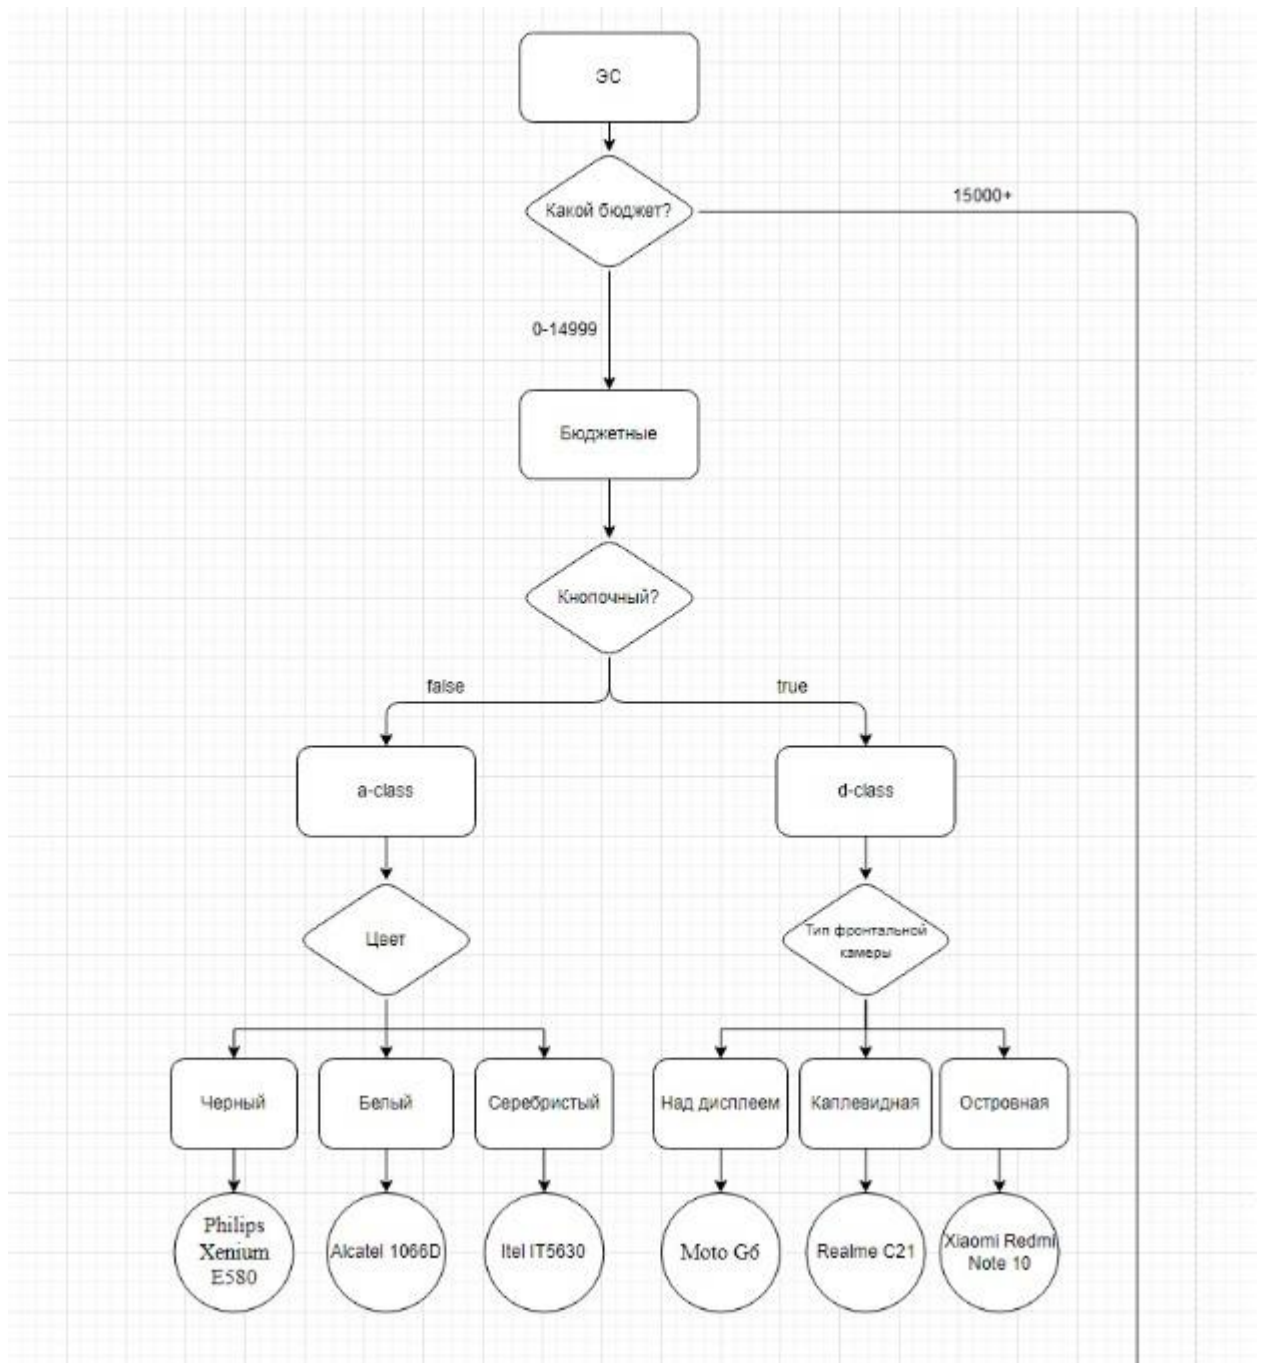 ЭС
Какой бюджет?
15000+
0-14999
Бюджетные
Кнопочный?
false
true
a-class
d-class
Цвет
Тип фронтальной
камеры
Черный
Белый
Серебристый
Над дисплеем
Каплевидная
Островная
Philips
Xenium
E580
Alcatel 1066D
Itel IT5630
Moto G6
Realme C21
Xiaomi Redmi
Note 10